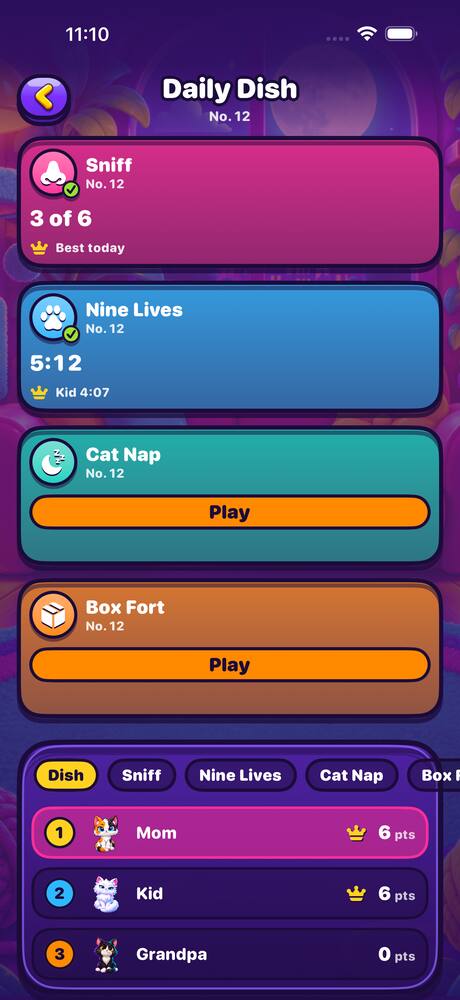 11:10
Daily Dish
No. 12
Sniff
No. 12
3 of 6
Best today
Nine Lives
No. 12
5:12
Kid 4:07
Cat Nap
No. 12
Play
Box Fort
No. 12
Play
Dish Sniff Nine Lives Cat Nap Box F
1 Mom 6 pts
2 Kid 6 pts
3 Grandpa 0 pts